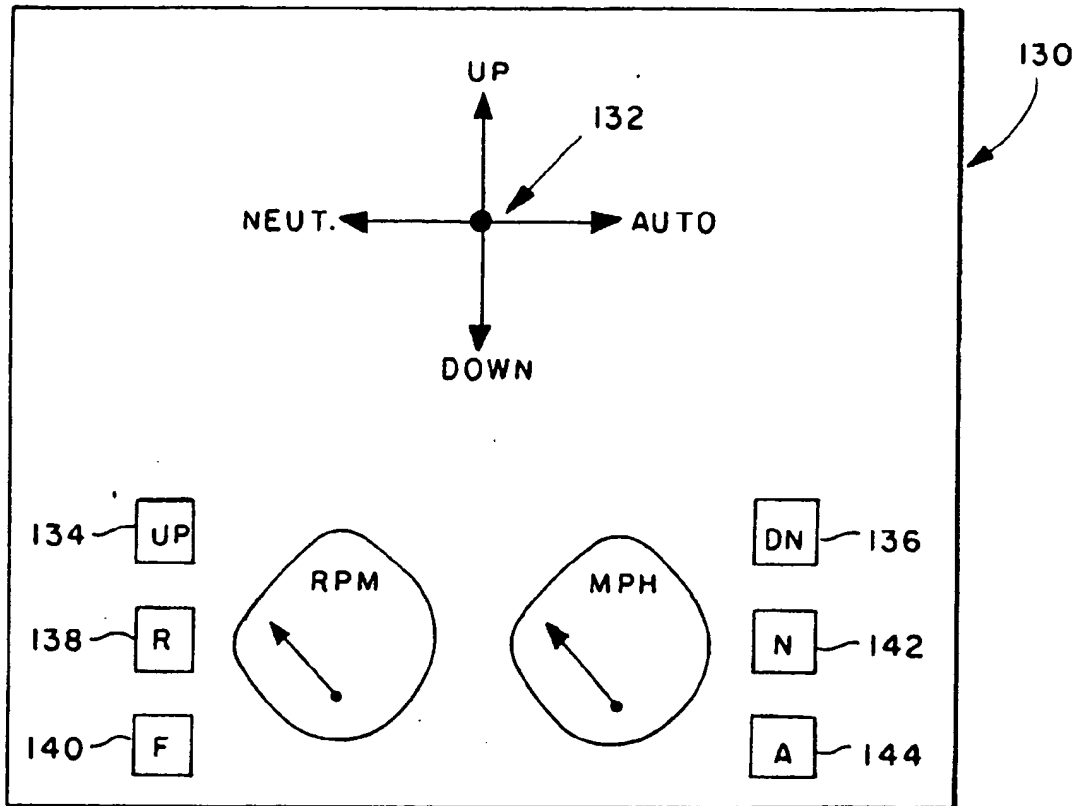 130
UP
132
NEUT. AUTO
DOWN
134 UP DN 136
RPM MPH
138 R N 142
140 F A 144